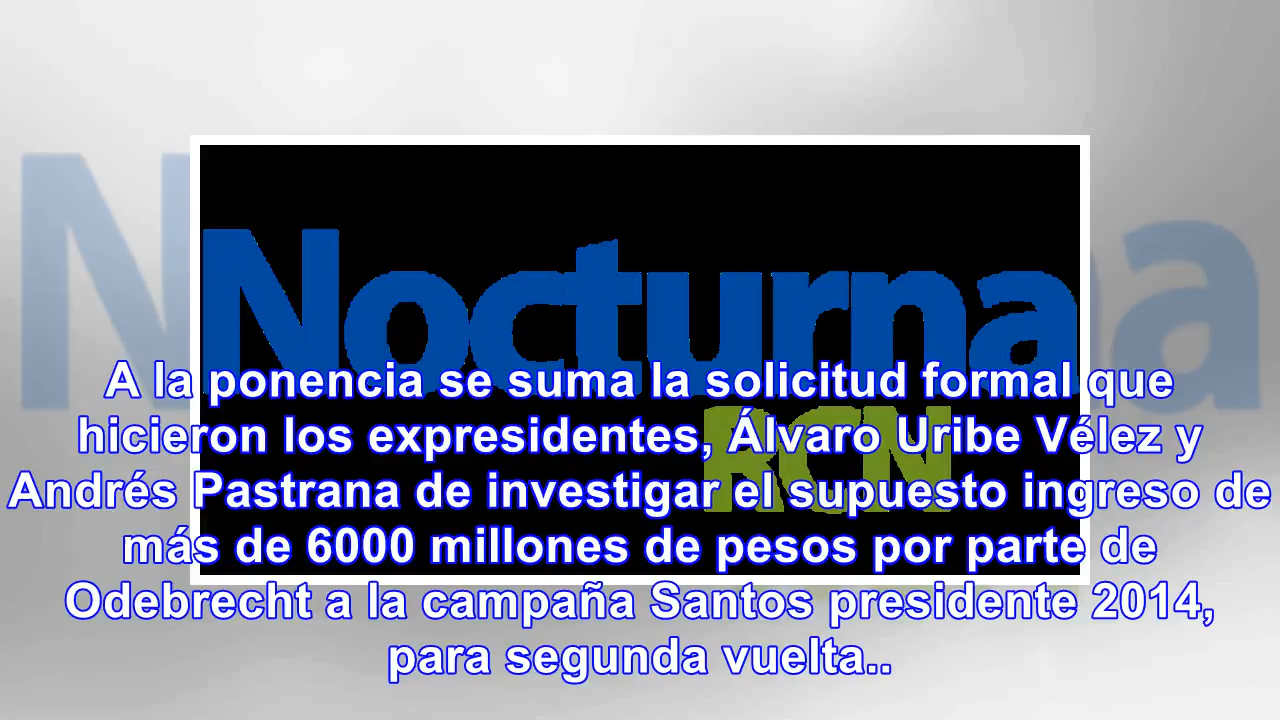 Nocturna
RCN
A la ponencia se suma la solicitud formal que
hicieron los expresidentes, Álvaro Uribe Vélez y
Andrés Pastrana de investigar el supuesto ingreso de
más de 6000 millones de pesos por parte de
Odebrecht a la campaña Santos presidente 2014,
para segunda vuelta..